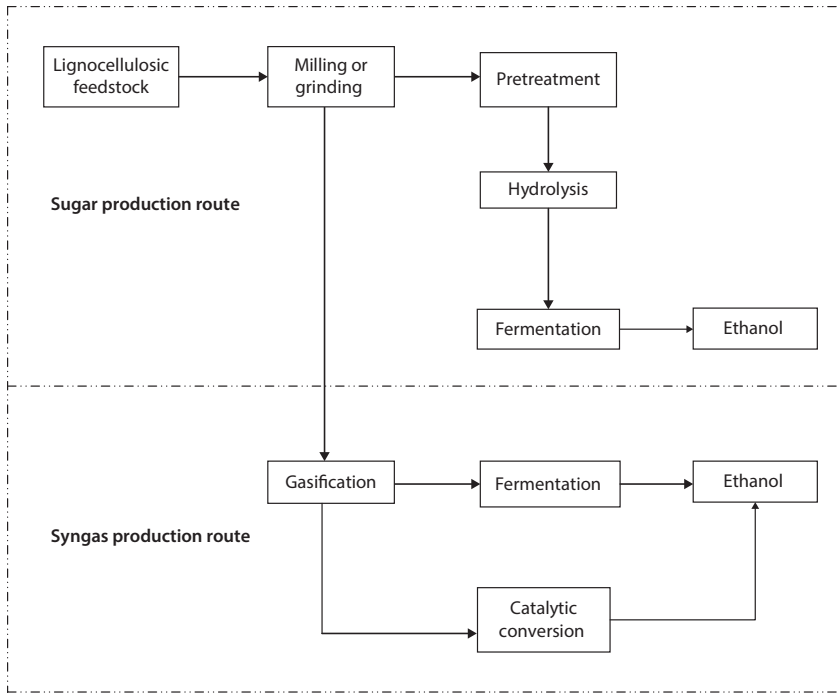 Lignocellulosic
feedstock
Milling or
grinding
Pretreatment
Hydrolysis
Sugar production route
Fermentation
Ethanol
Gasification
Fermentation
Ethanol
Syngas production route
Catalytic
conversion